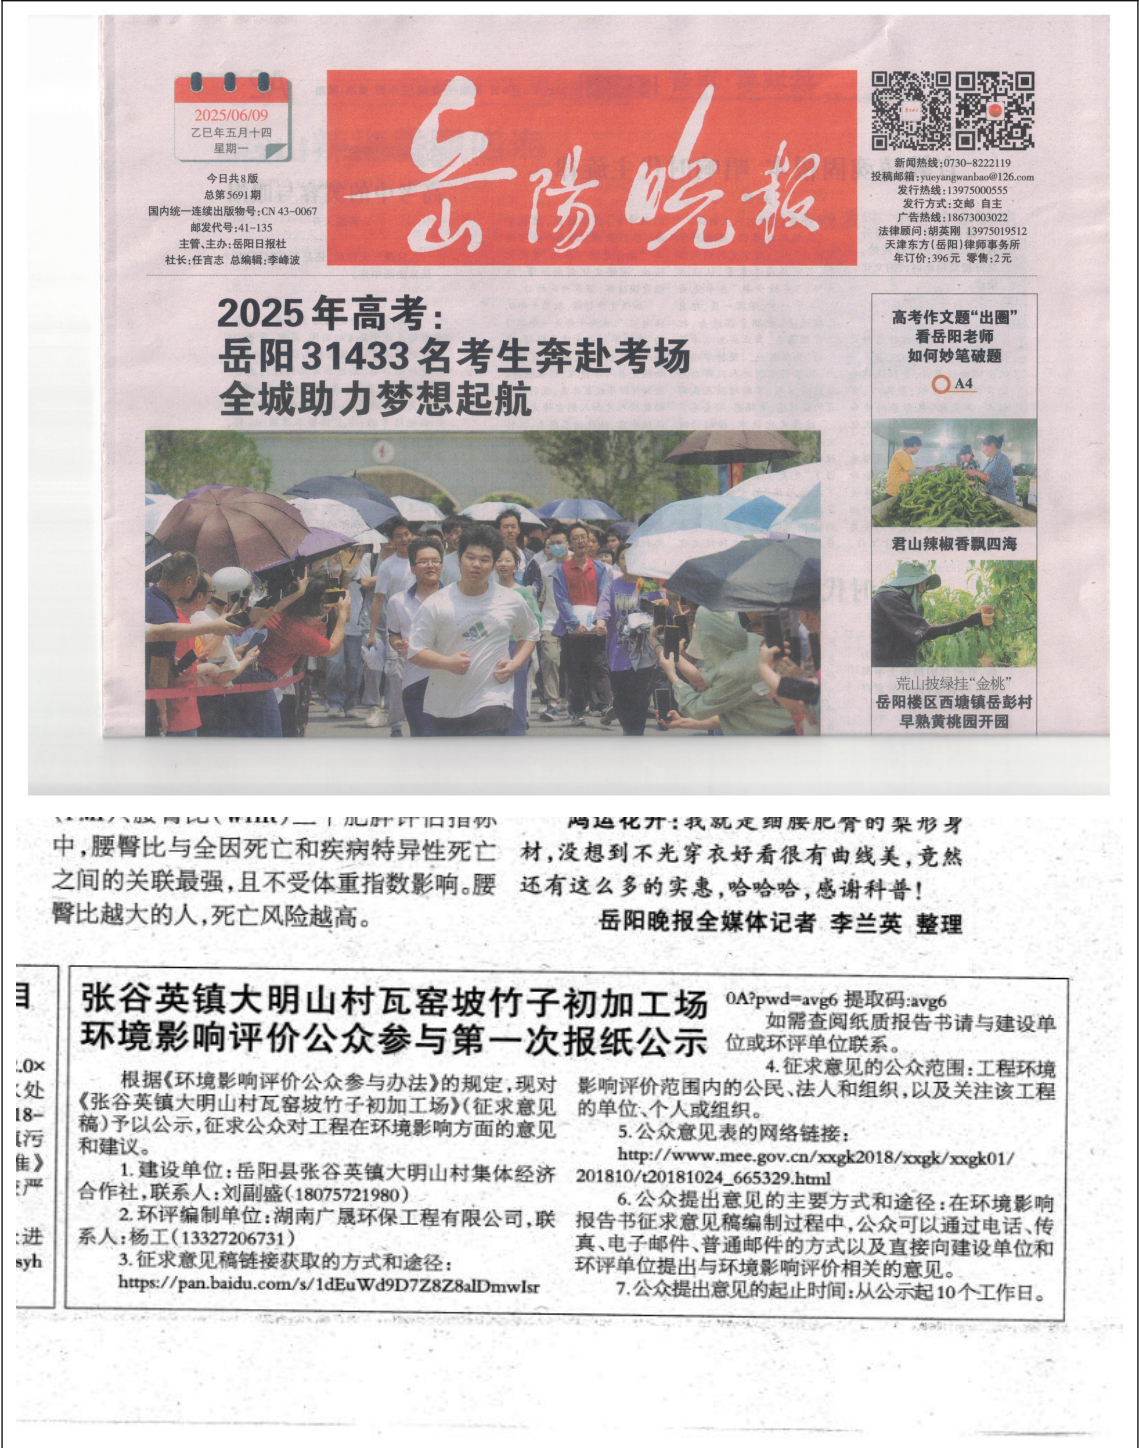 2025/06/09
乙巳年五月十四
星期一
今日共8版
总第5691期
国内统一连续出版物号:CN 43-0067
邮发代号:41-135
主管、主办:岳阳日报社
社长:任言志 总编辑:李峰波
岳阳晚报
新闻热线:0730-8222119
投稿邮箱:yueyangwanbao@126.com
发行热线:13975000555
发行方式:交邮 自主
广告热线:18673003022
法律顾问:胡英刚 13975019512
天津东方(岳阳)律师事务所
年订价:396元 零售:2元
2025年高考:
岳阳31433名考生奔赴考场
全城助力梦想起航
高考作文题“出圈”
看岳阳老师
如何妙笔破题
A4
君山辣椒香飘四海
荒山披绿挂“金桃”
岳阳楼区西塘镇岳彭村
早熟黄桃园开园
中,腰臀比与全因死亡和疾病特异性死亡
之间的关联最强,且不受体重指数影响。腰
臀比越大的人,死亡风险越高。
鸿运花开:我就是细腰肥臀的梨形身
材,没想到不光穿衣好看很有曲线美,竟然
还有这么多的实惠,哈哈哈,感谢科普!
岳阳晚报全媒体记者 李兰英 整理
张谷英镇大明山村瓦窑坡竹子初加工场
环境影响评价公众参与第一次报纸公示
根据《环境影响评价公众参与办法》的规定,现对
《张谷英镇大明山村瓦窑坡竹子初加工场》(征求意见
稿)予以公示,征求公众对工程在环境影响方面的意见
和建议。
1.建设单位:岳阳县张谷英镇大明山村集体经济
合作社,联系人:刘副盛(18075721980)
2.环评编制单位:湖南广晟环保工程有限公司,联
系人:杨工(13327206731)
3.征求意见稿链接获取的方式和途径:
https://pan.baidu.com/s/1dEuWd9D7Z8Z8alDmwIsr
0A?pwd=avg6 提取码:avg6
如需查阅纸质报告书请与建设单
位或环评单位联系。
4.征求意见的公众范围:工程环境
影响评价范围内的公民、法人和组织,以及关注该工程
的单位、个人或组织。
5.公众意见表的网络链接:
http://www.mee.gov.cn/xxgk2018/xxgk/xxgk01/
201810/t20181024_665329.html
6.公众提出意见的主要方式和途径:在环境影响
报告书征求意见稿编制过程中,公众可以通过电话、传
真、电子邮件、普通邮件的方式以及直接向建设单位和
环评单位提出与环境影响评价相关的意见。
7.公众提出意见的起止时间:从公示起10个工作日。